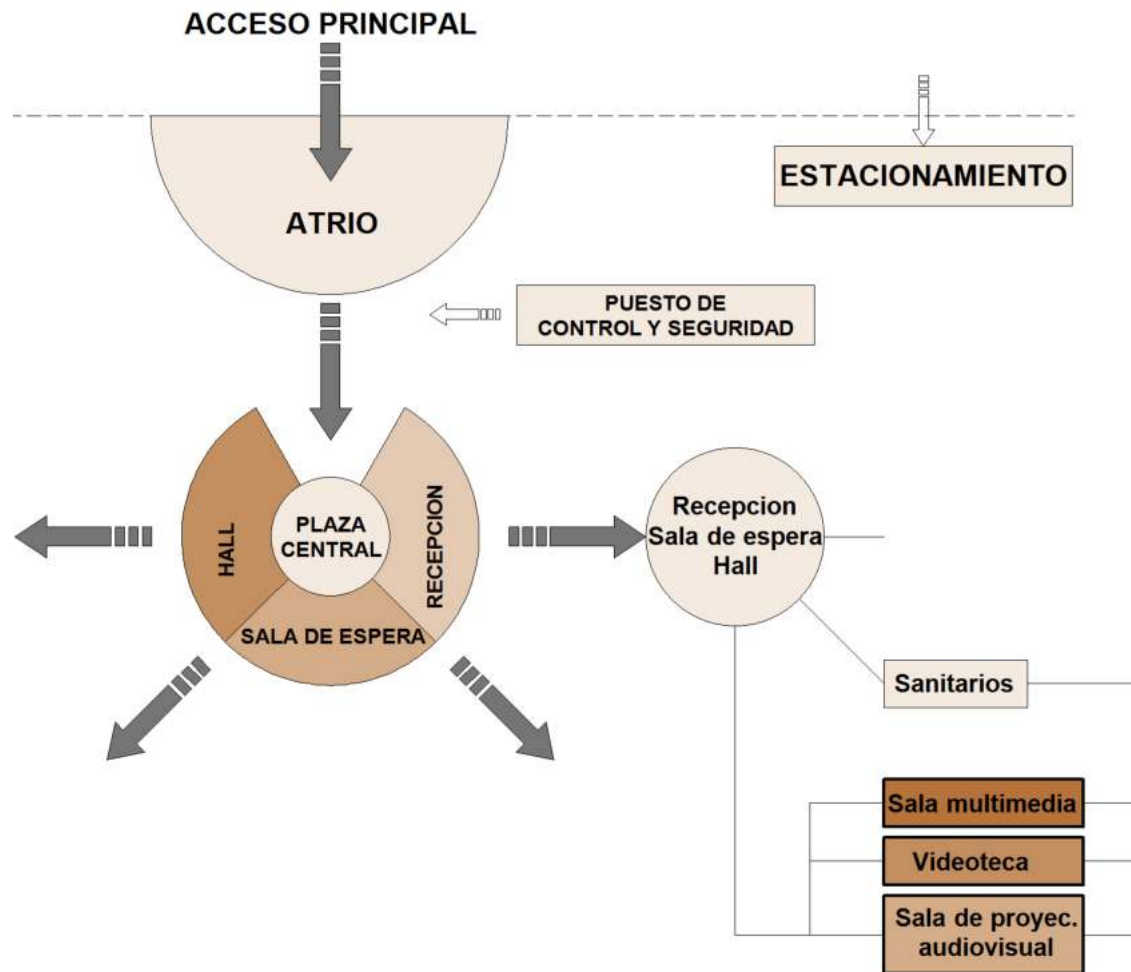 ACCESO PRINCIPAL
ESTACIONAMIENTO
ATRIO
PUESTO DE
CONTROL Y SEGURIDAD
HALL
PLAZA
CENTRAL
RECEPCION
SALA DE ESPERA
Recepcion
Sala de espera
Hall
Sanitarios
Sala multimedia
Videoteca
Sala de proyec.
audiovisual